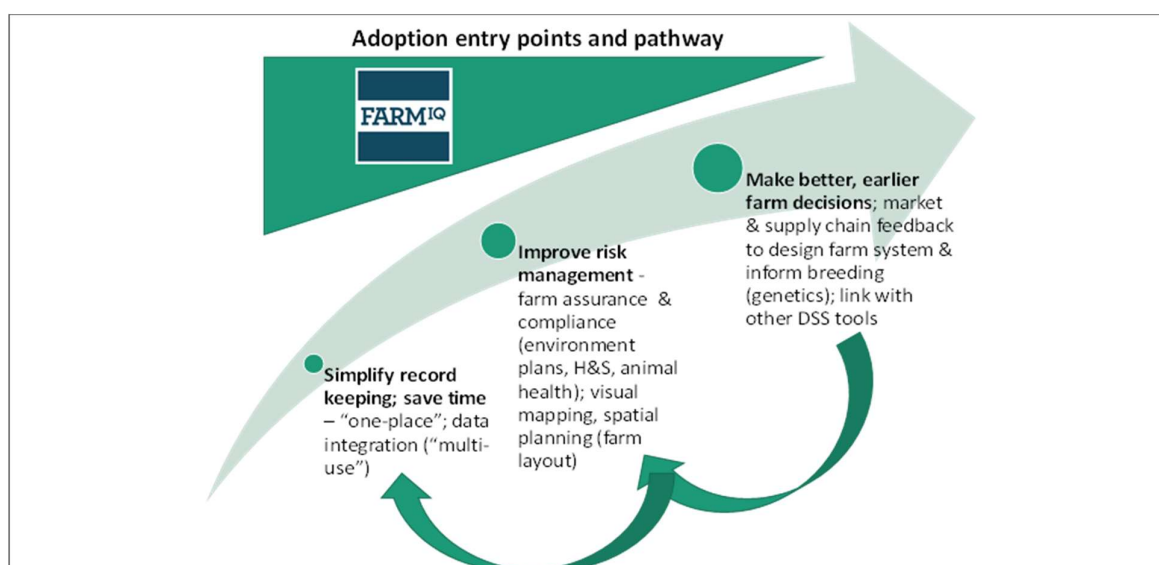 Adoption entry points and pathway
FARMIQ
Make better, earlier
farm decisions; market
& supply chain feedback
to design farm system &
inform breeding
(genetics); link with
other DSS tools
Improve risk
management -
farm assurance &
compliance
(environment
plans, H&S, animal
health); visual
mapping, spatial
planning (farm
layout)
Simplify record
keeping; save time
– “one-place”; data
integration (“multi-
use”)